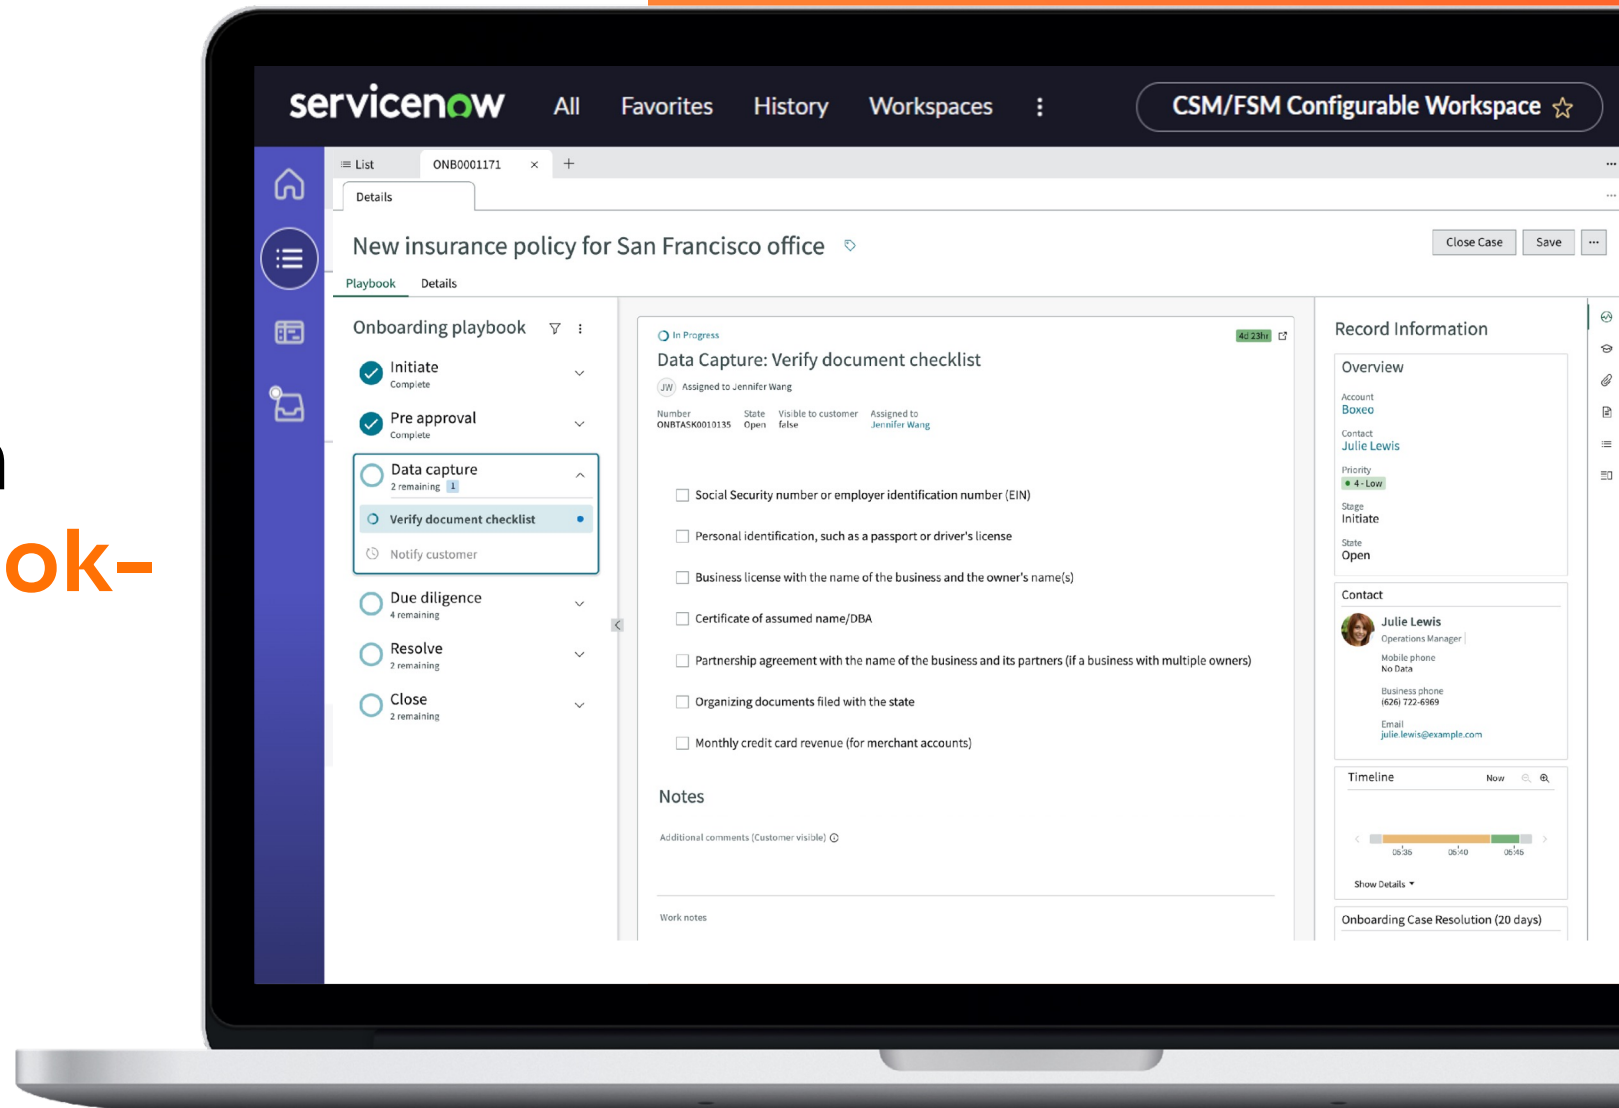 servicenow All Favorites History Workspaces CSM/FSM Configurable Workspace
List ONB0001171 × +
Details
New insurance policy for San Francisco office
Close Case Save
Playbook Details
Onboarding playbook
Initiate
Complete
Pre approval
Complete
Data capture
2 remaining 1
Verify document checklist
Notify customer
Due diligence
4 remaining
Resolve
2 remaining
Close
2 remaining
In Progress 4d 23hr
Data Capture: Verify document checklist
JW Assigned to Jennifer Wang
Number State Visible to customer Assigned to
ONBTASK0010135 Open false Jennifer Wang
Social Security number or employer identification number (EIN)
Personal identification, such as a passport or driver's license
Business license with the name of the business and the owner's name(s)
Certificate of assumed name/DBA
Partnership agreement with the name of the business and its partners (if a business with multiple owners)
Organizing documents filed with the state
Monthly credit card revenue (for merchant accounts)
Notes
Additional comments (Customer visible)
Work notes
Record Information
Overview
Account
Boxeo
Contact
Julie Lewis
Priority
4 - Low
Stage
Initiate
State
Open
Contact
Julie Lewis
Operations Manager
Mobile phone
No Data
Business phone
(626) 722-6969
Email
julie.lewis@example.com
Timeline Now
05:35 05:40 05:45
Show Details
Onboarding Case Resolution (20 days)
n
ok-